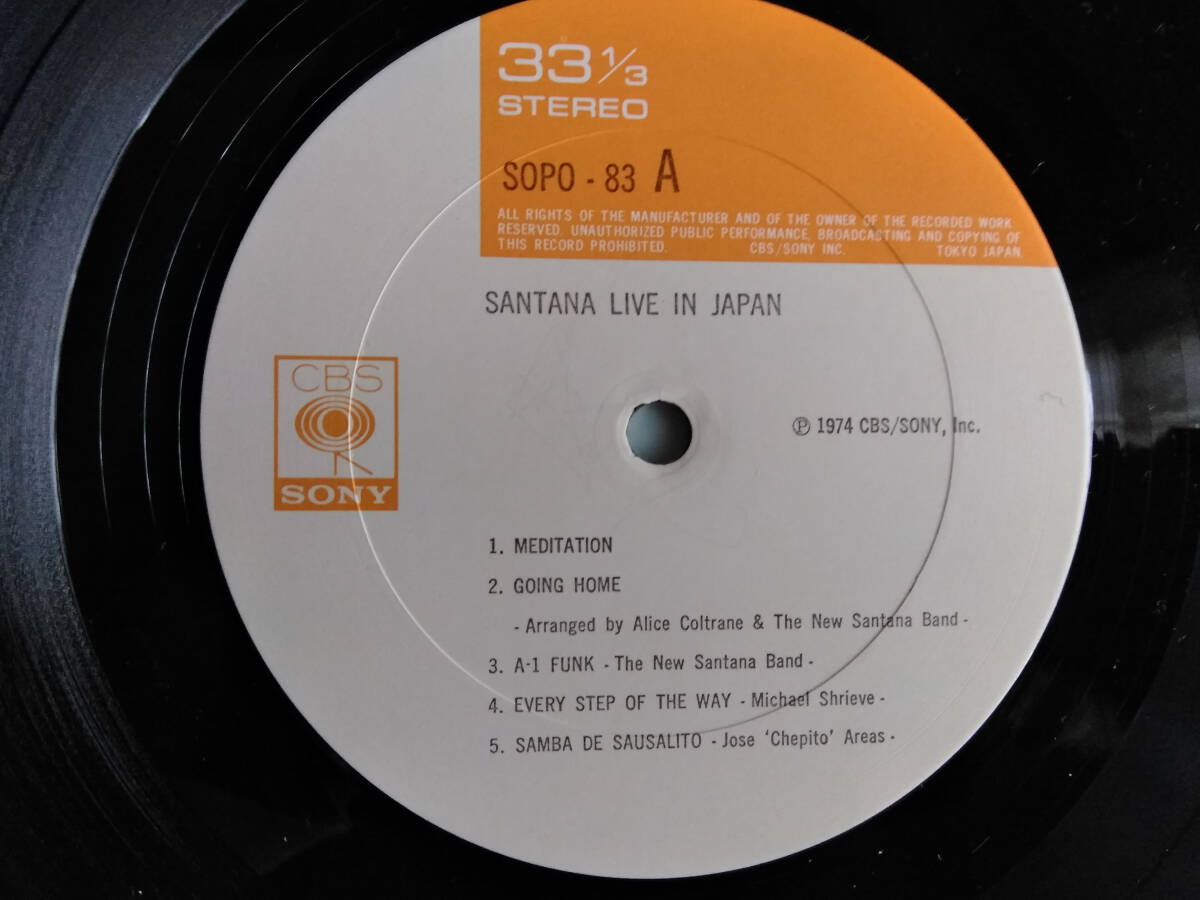 33 1/3
STEREO
SOPO - 83 A
ALL RIGHTS OF THE MANUFACTURER AND OF THE OWNER OF THE RECORDED WORK
RESERVED. UNAUTHORIZED PUBLIC PERFORMANCE, BROADCASTING AND COPYING OF
THIS RECORD PROHIBITED. CBS/SONY INC. TOKYO JAPAN.
SANTANA LIVE IN JAPAN
CBS
SONY
℗ 1974 CBS/SONY, Inc.
1. MEDITATION
2. GOING HOME
- Arranged by Alice Coltrane & The New Santana Band -
3. A-1 FUNK - The New Santana Band -
4. EVERY STEP OF THE WAY - Michael Shrieve -
5. SAMBA DE SAUSALITO - Jose 'Chepito' Areas -